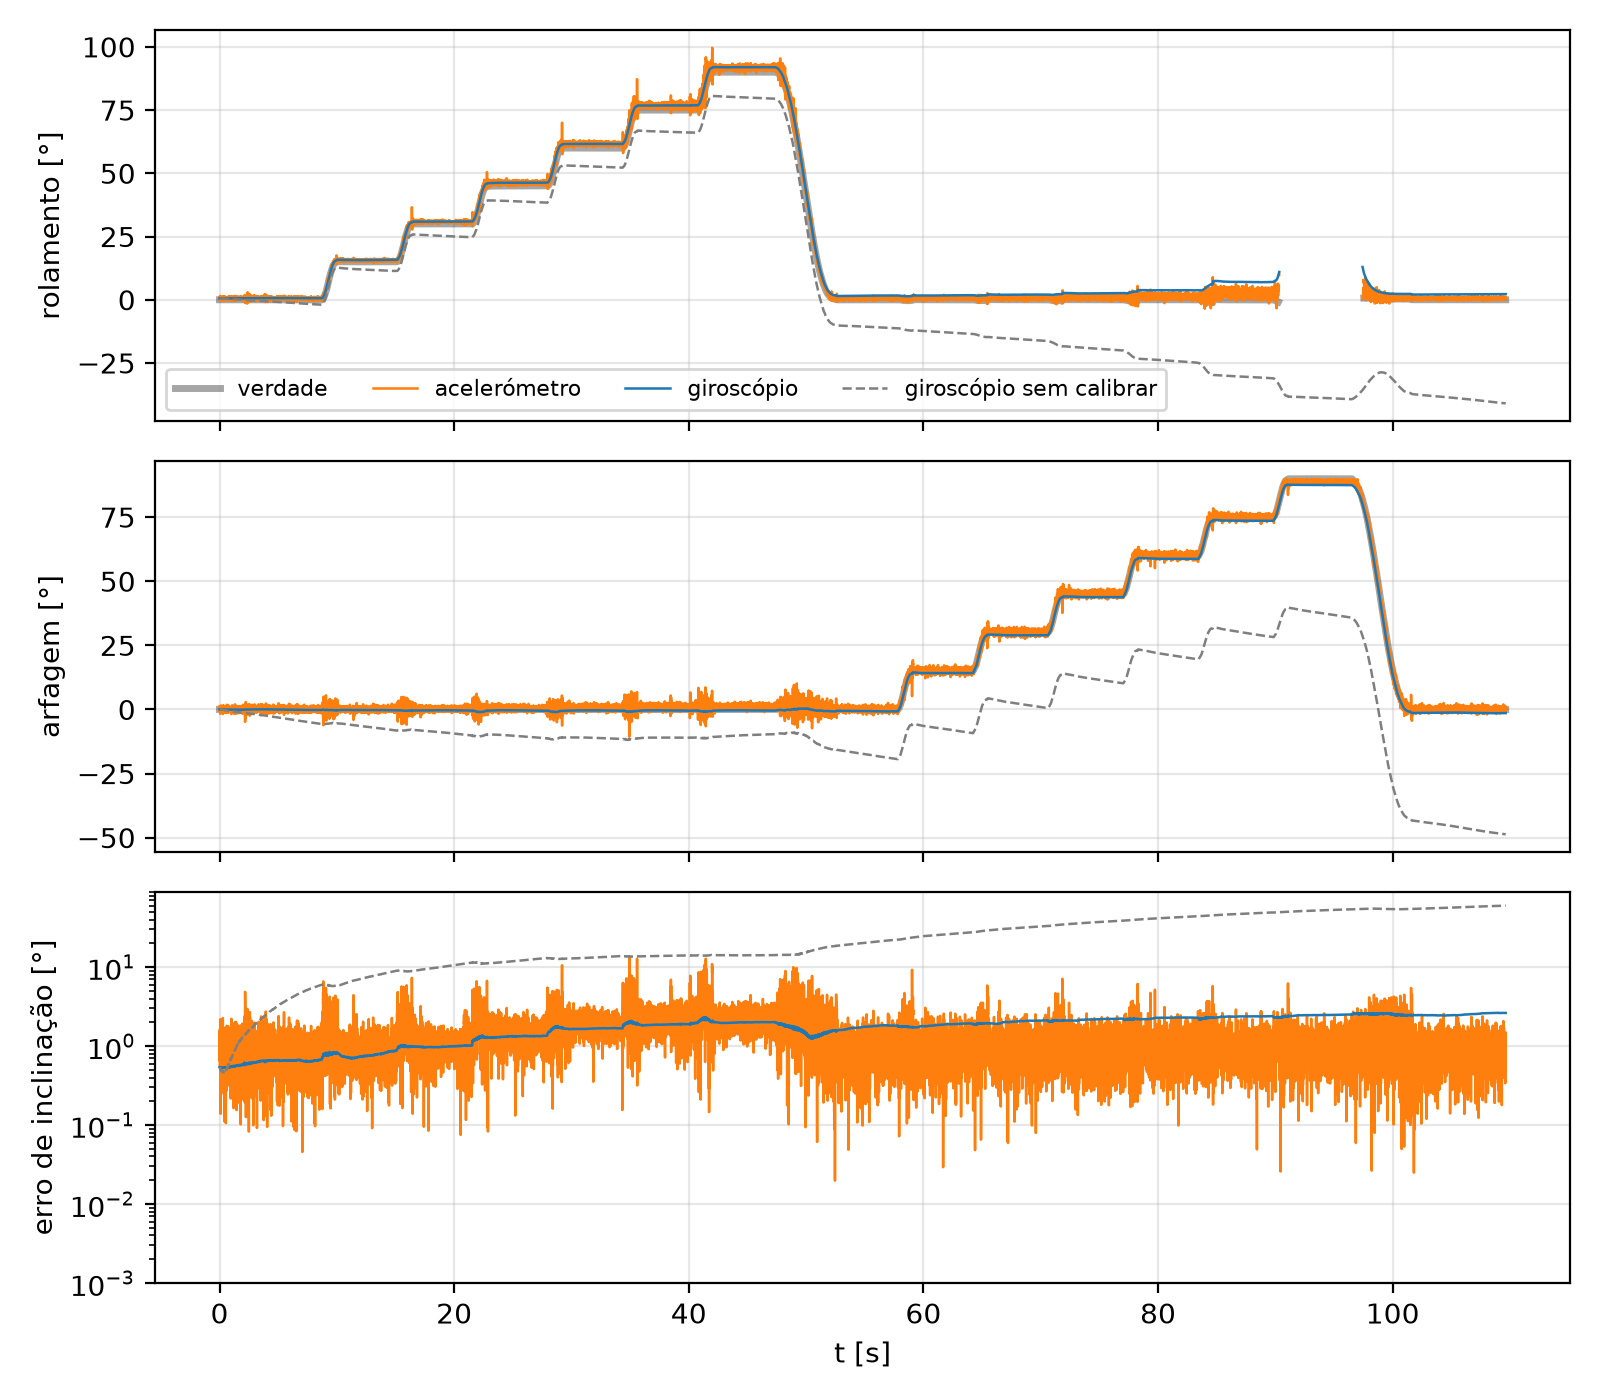 100
75
50
25
0
−25
rolamento [°]
verdade acelerómetro giroscópio giroscópio sem calibrar
75
50
25
0
−25
−50
arfagem [°]
10¹
10⁰
10⁻¹
10⁻²
10⁻³
erro de inclinação [°]
0 20 40 60 80 100
t [s]